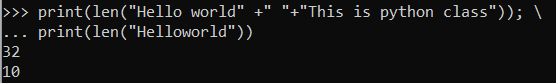 >>> print(len("Hello world" +" "+"This is python class")); \
... print(len("Helloworld"))
32
10